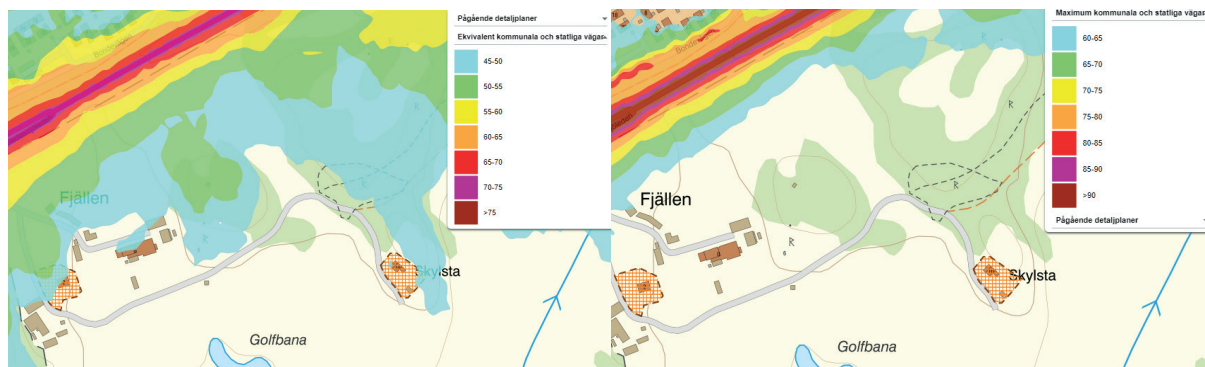 Pågående detaljplaner
Ekvivalent kommunala och statliga vägar
45-50
50-55
55-60
60-65
65-70
70-75
>75
Fjällen
Skylsta
Golfbana
R
R
R
Maximum kommunala och statliga vägar
60-65
65-70
70-75
75-80
80-85
85-90
>90
Pågående detaljplaner
Fjällen
Skylsta
Golfbana
R
R
R